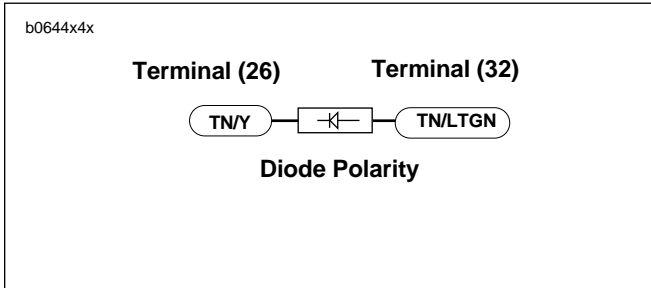 b0644x4x
Terminal (26) Terminal (32)
TN/Y TN/LTGN
Diode Polarity